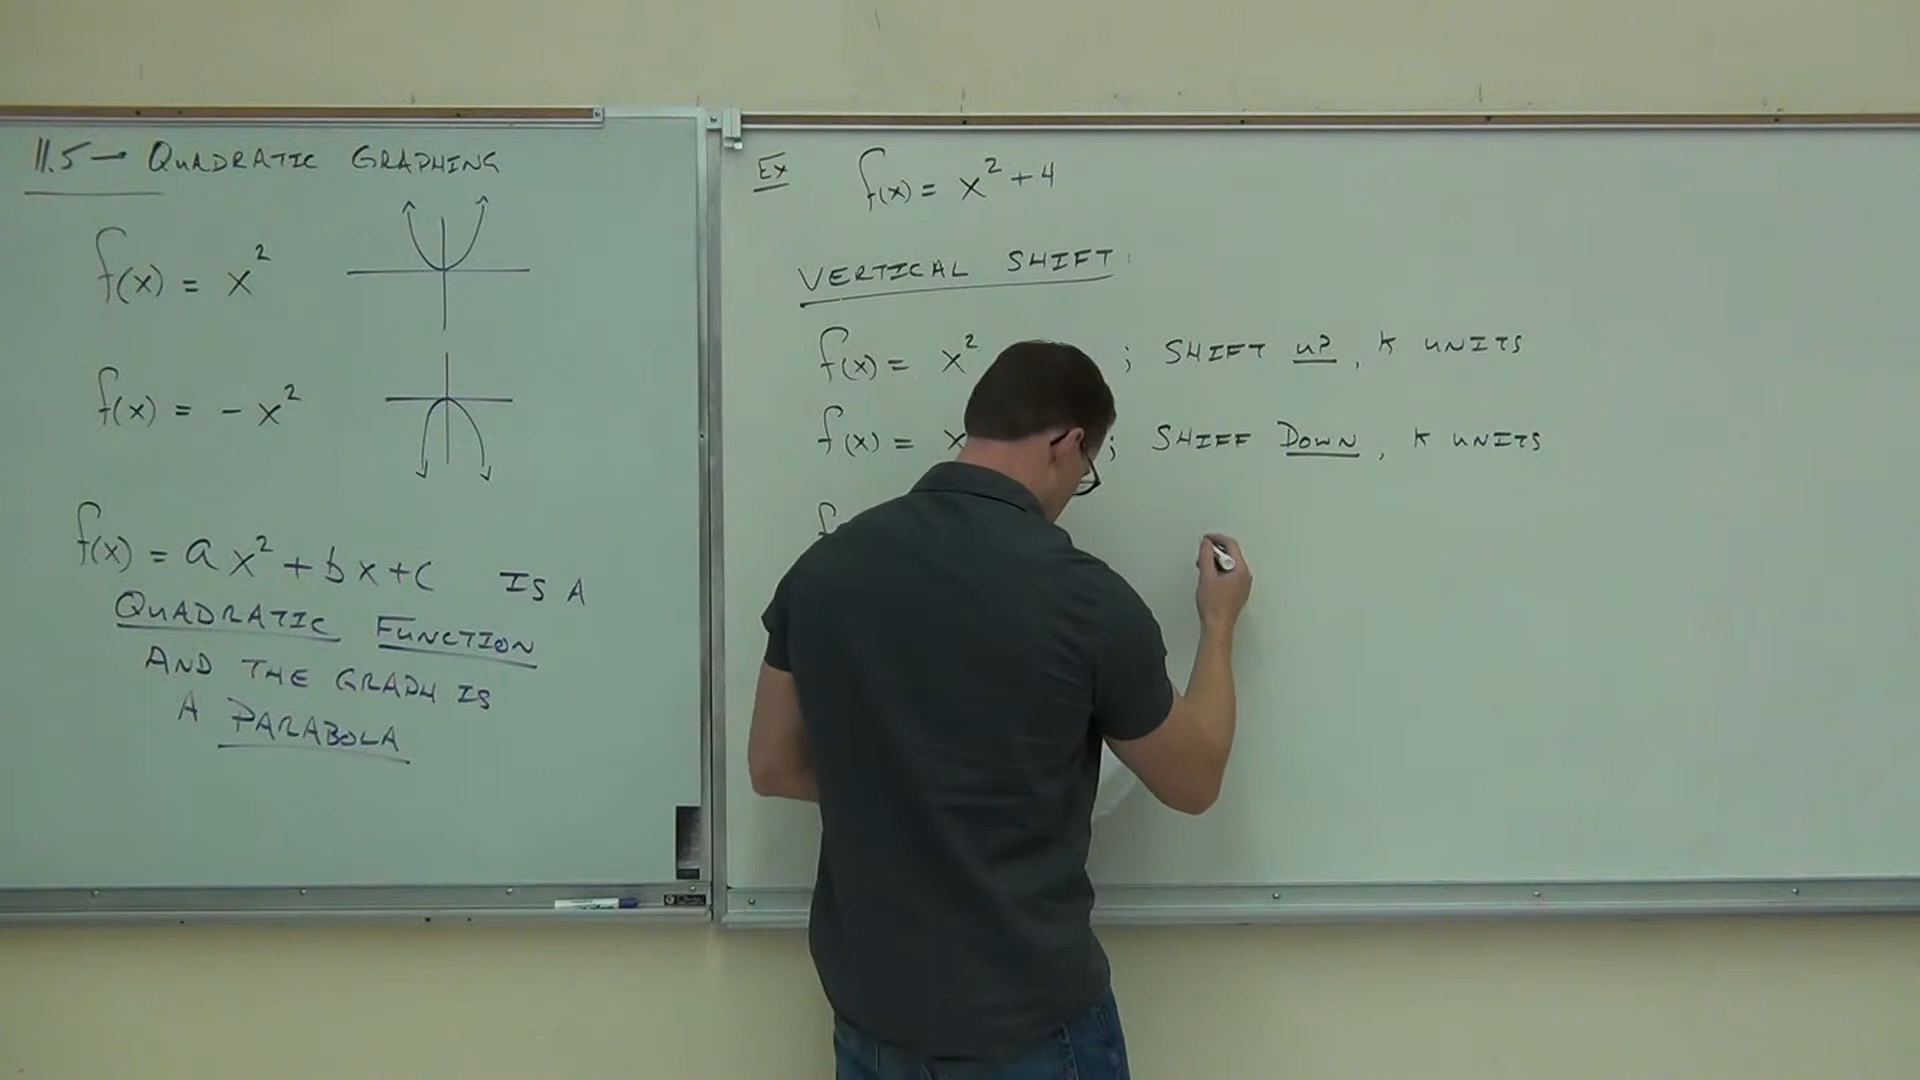 11.5 — QUADRATIC GRAPHING
f(x) = x²
f(x) = - x²
f(x) = ax² + bx + c IS A
QUADRATIC FUNCTION
AND THE GRAPH IS
A PARABOLA
Ex f(x) = x² + 4
VERTICAL SHIFT:
f(x) = x² ; SHIFT UP, K UNITS
f(x) = x ; SHIFF DOWN, K UNITS
f